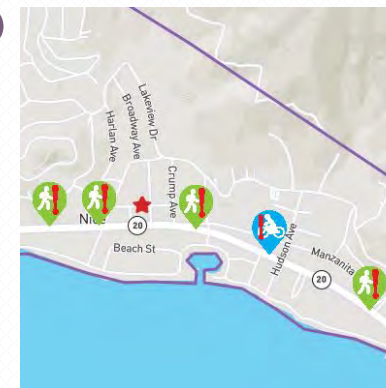 Lakeview Dr
Broadway Ave
Harlan Ave
Crump Ave
Nice
20
Beach St
Hudson Ave
Manzanita
20